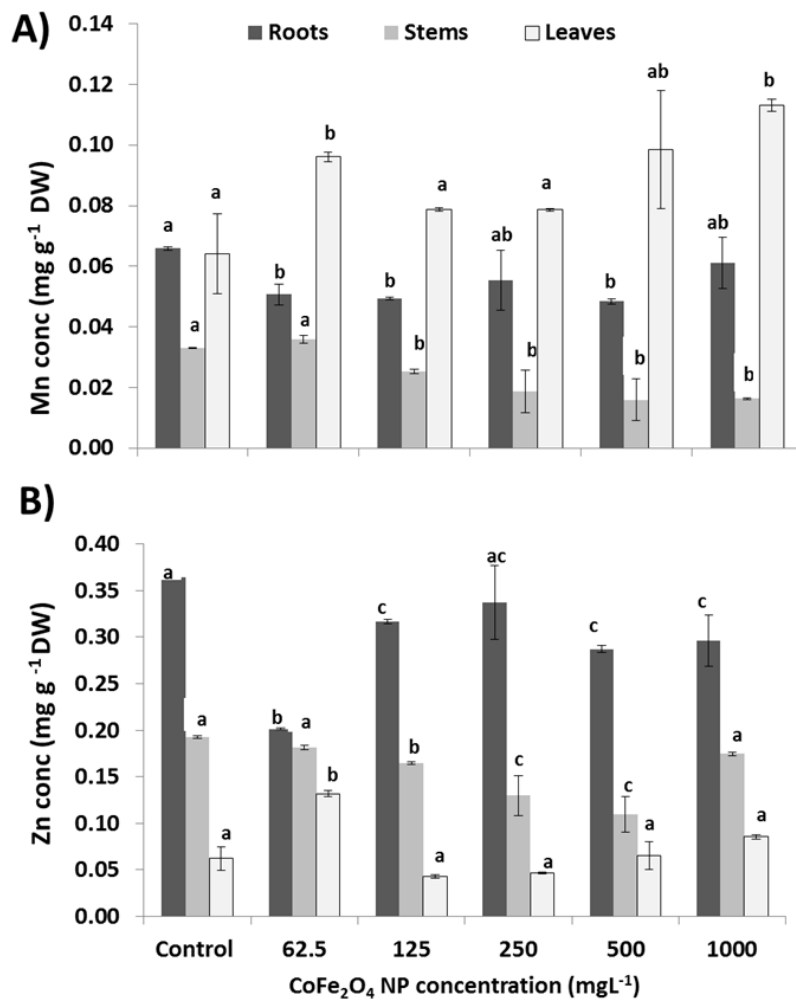 A)
Roots Stems Leaves
0.14
0.12
0.10
0.08
0.06
0.04
0.02
0.00
Mn conc (mg g⁻¹ DW)
a a a
b a b
b b a
ab b a
b b ab
ab b b
B)
0.40
0.35
0.30
0.25
0.20
0.15
0.10
0.05
0.00
Zn conc (mg g ⁻¹ DW)
a a a
b a b
c b a
ac c a
c c a
c a a
Control 62.5 125 250 500 1000
CoFe₂O₄ NP concentration (mgL⁻¹)